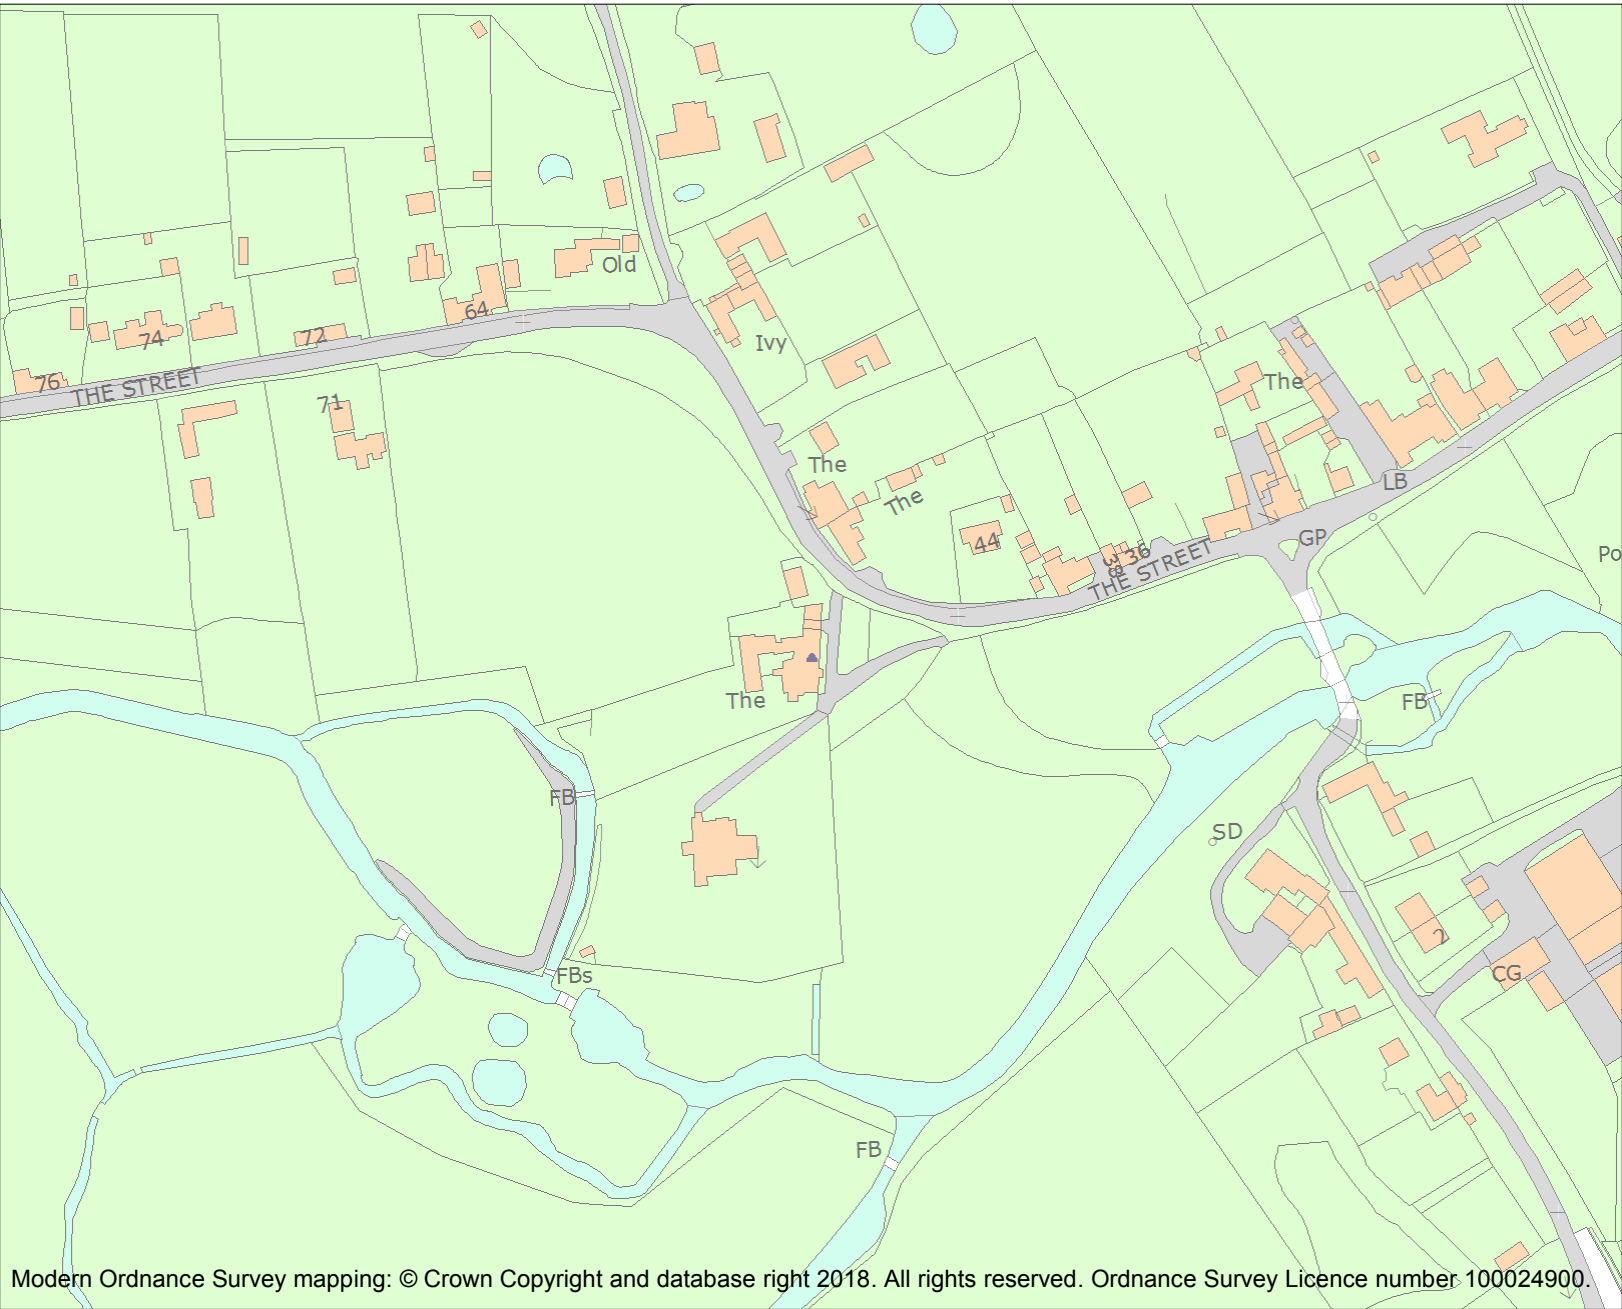 Old
64
72
74
76
THE STREET
71
Ivy
The
The
The
The
LB
GP
44
38
36
THE STREET
Po
The
FB
FB
SD
2
CG
FBs
FB
Modern Ordnance Survey mapping: © Crown Copyright and database right 2018. All rights reserved. Ordnance Survey Licence number 100024900.